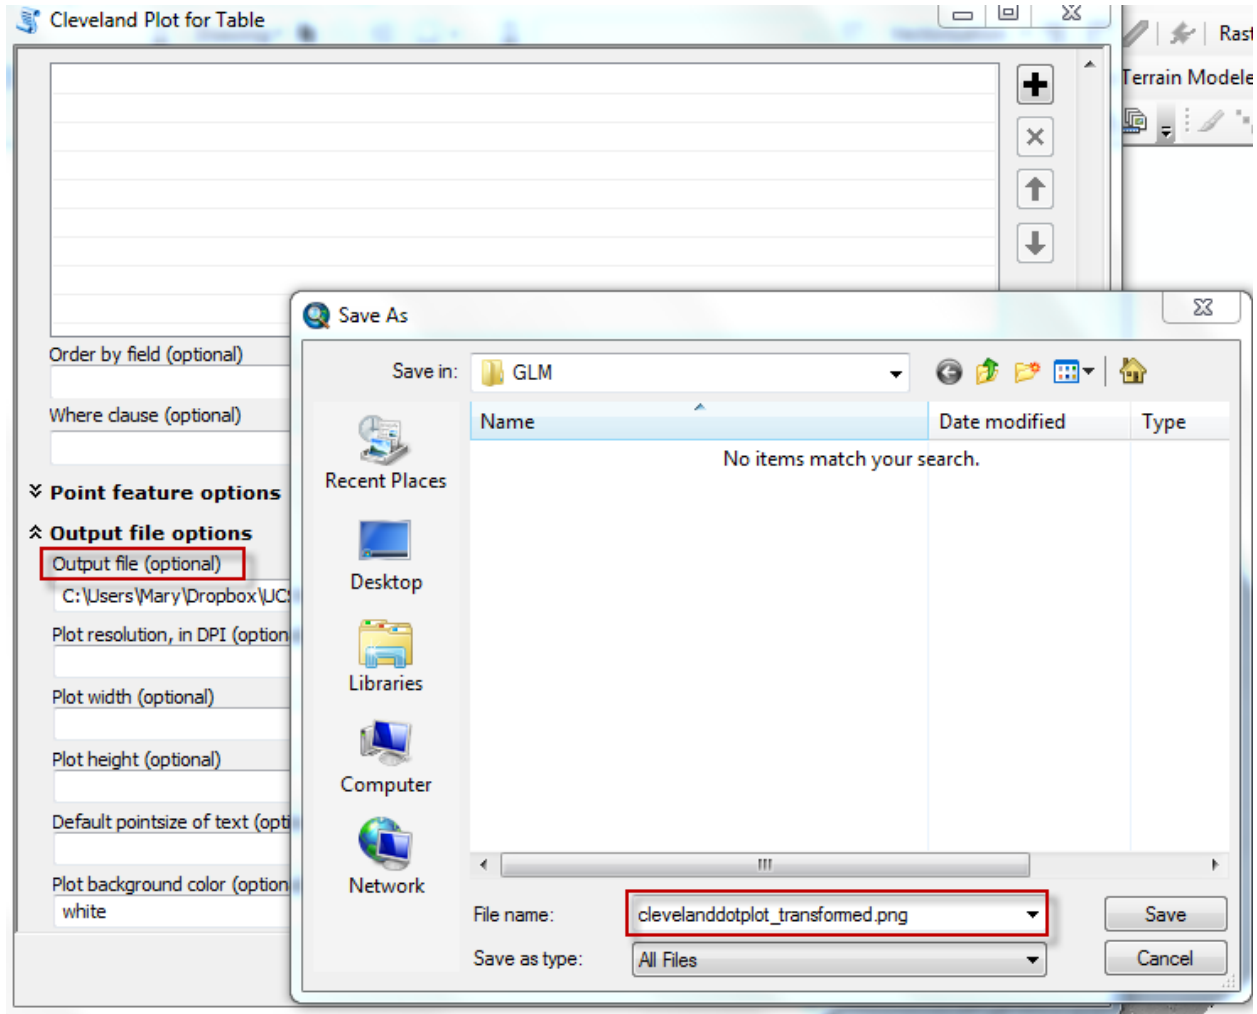 Cleveland Plot for Table
Rast
Terrain Modele
Order by field (optional)
Where clause (optional)
Point feature options
Output file options
Output file (optional)
C:\Users\Mary\Dropbox\UC
Plot resolution, in DPI (option
Plot width (optional)
Plot height (optional)
Default pointsize of text (opti
Plot background color (option
white
Save As
Save in:
GLM
Name
Date modified
Type
No items match your search.
Recent Places
Desktop
Libraries
Computer
Network
File name:
clevelanddotplot_transformed.png
Save
Save as type:
All Files
Cancel